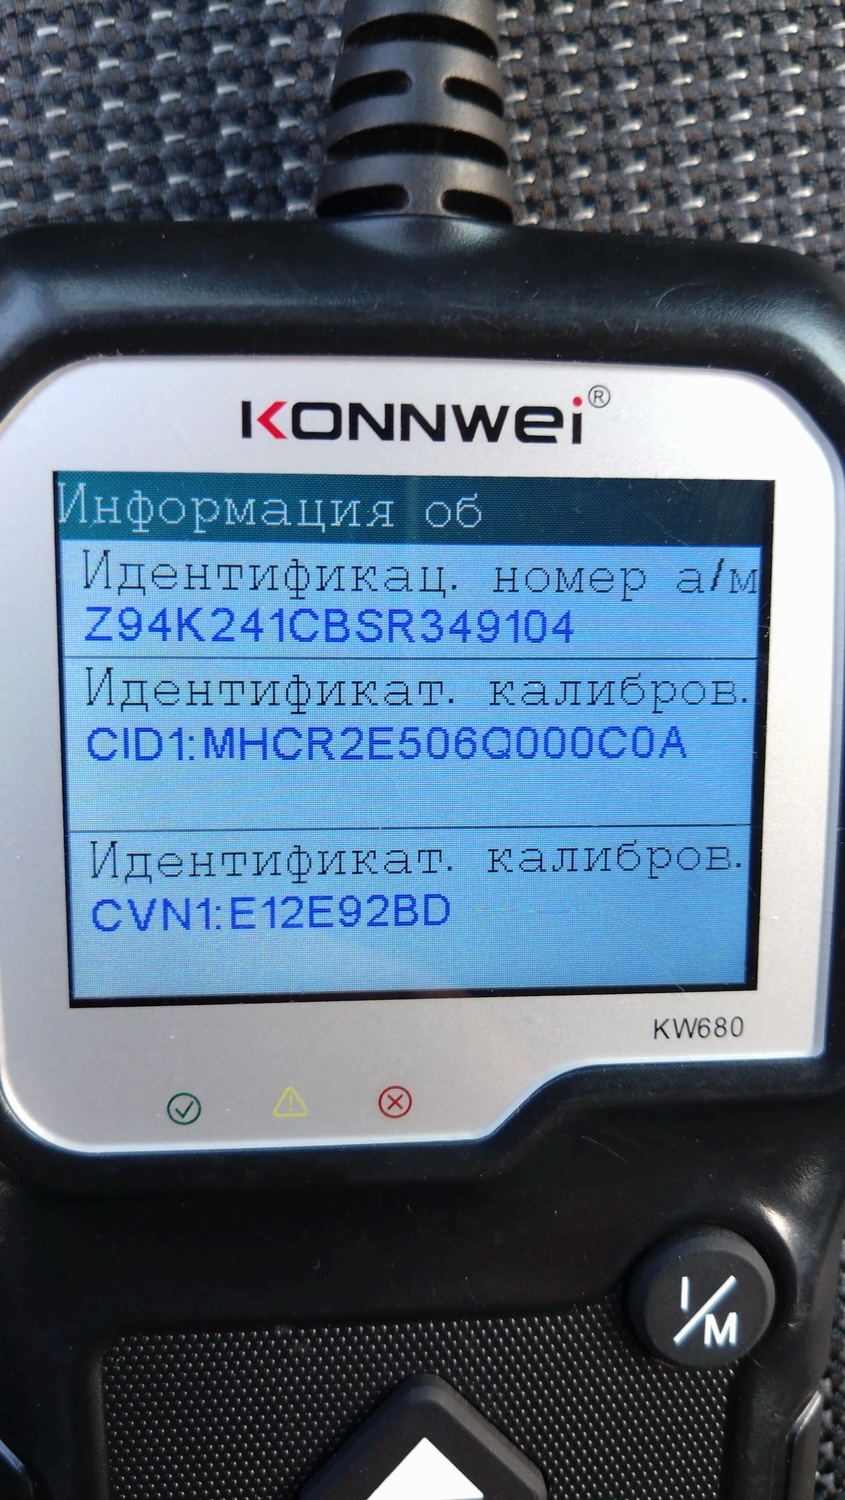 KONNWEI®
Информация об
Идентификац. номер а/м
Z94K241CBSR349104
Идентификат. калибров.
CID1:MHCR2E506Q000C0A
Идентификат. калибров.
CVN1:E12E92BD
KW680
I/M